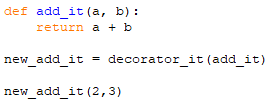 def add_it(a, b):
    return a + b
new_add_it = decorator_it(add_it)
new_add_it(2,3)